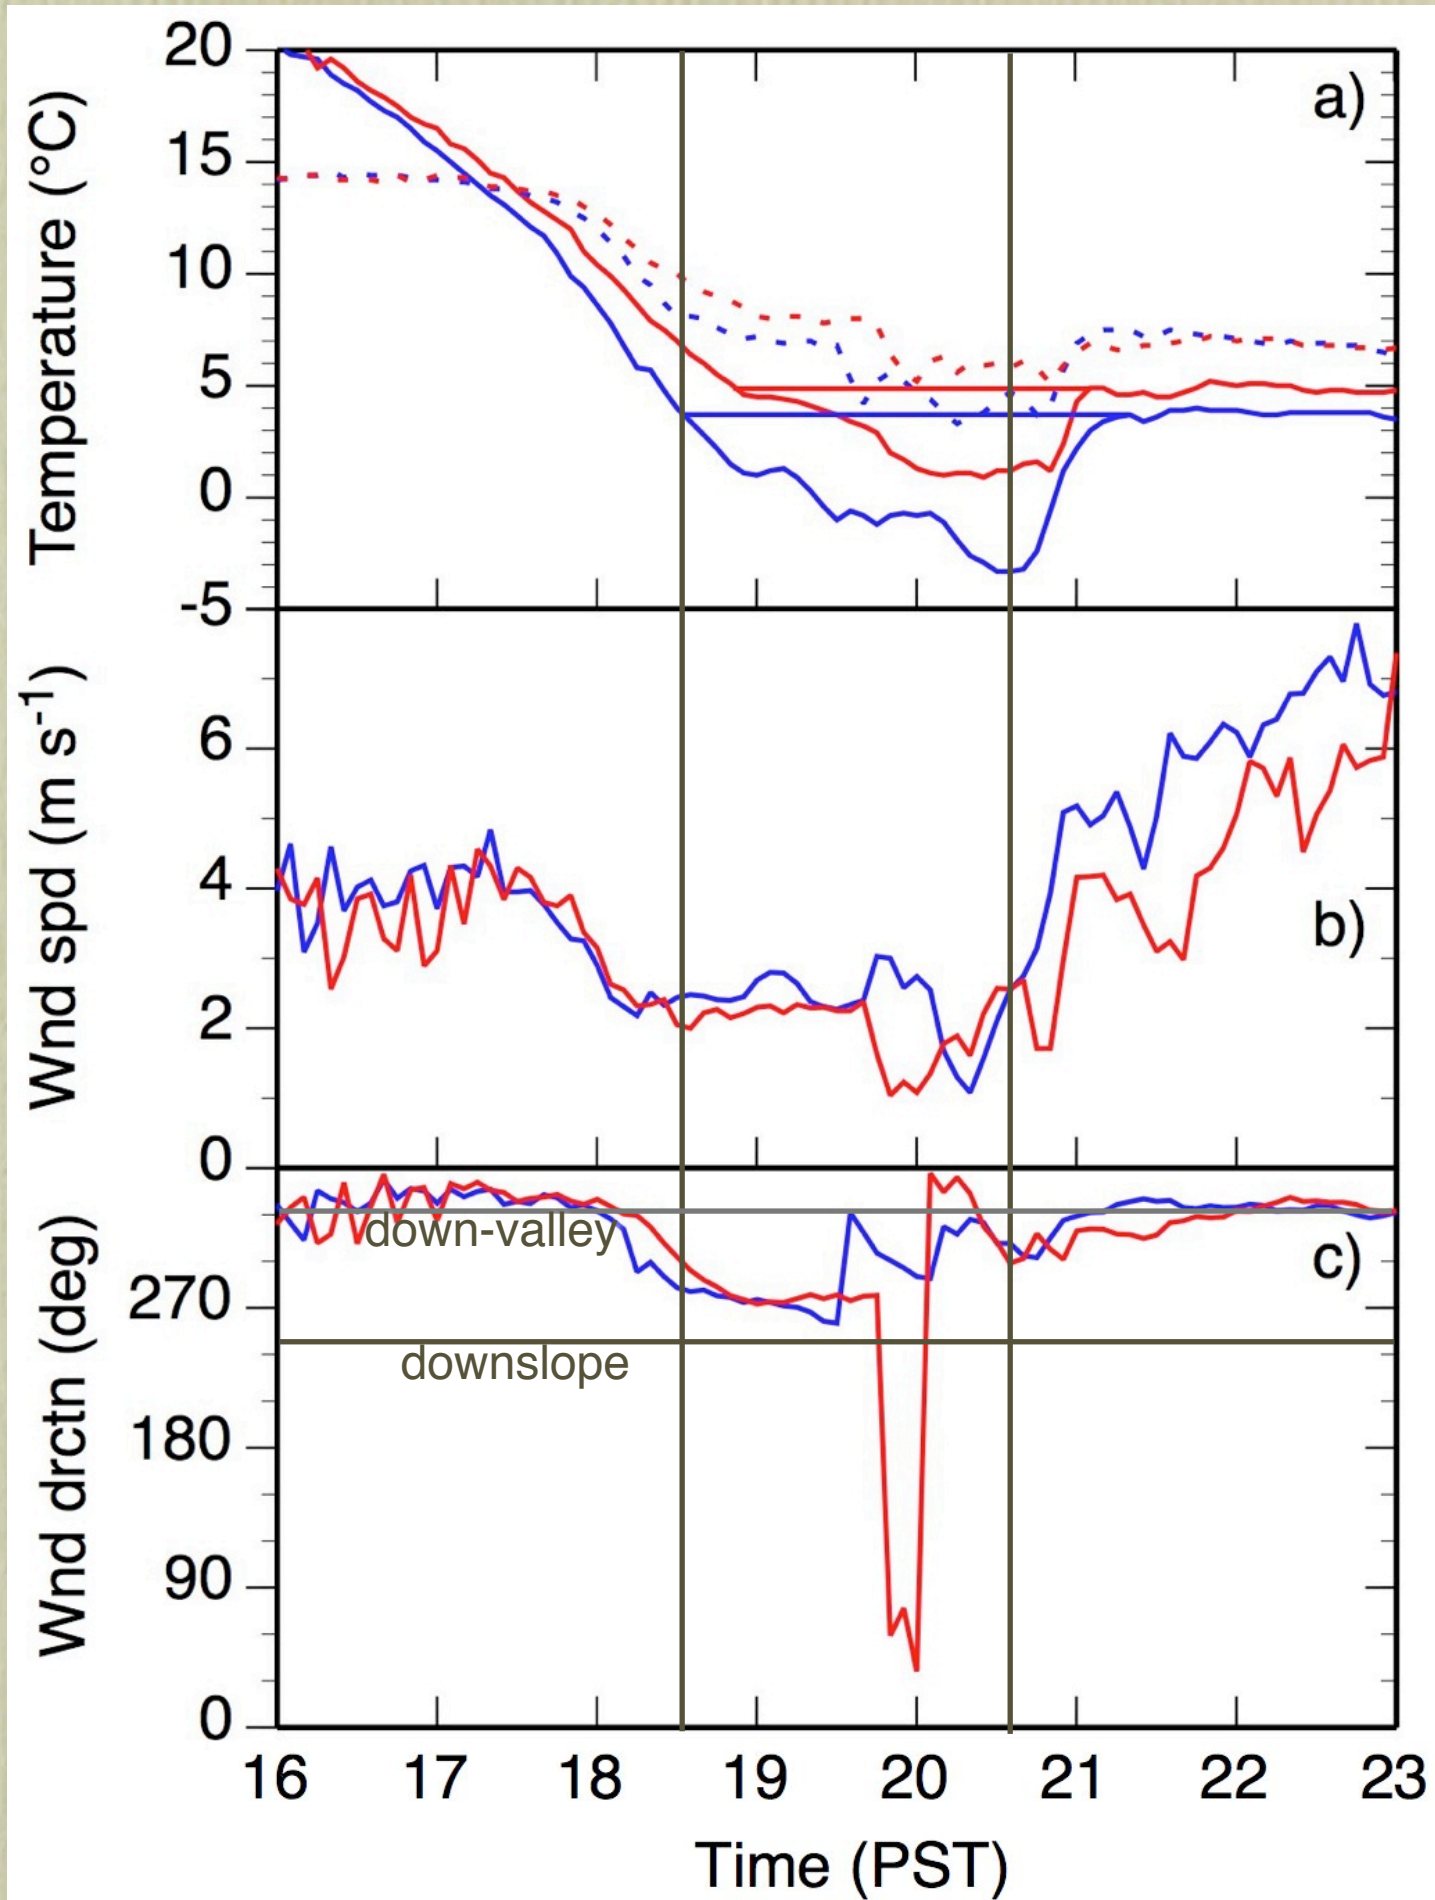 20
15
10
5
0
-5
Temperature (°C)
a)
6
4
2
0
Wnd spd (m s-1)
b)
270
180
90
0
Wnd drctn (deg)
down-valley
c)
downslope
16 17 18 19 20 21 22 23
Time (PST)